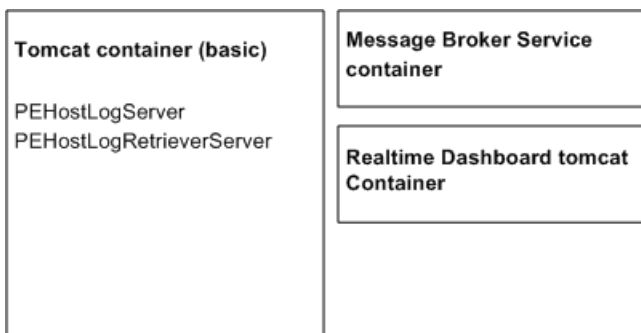 Tomcat container (basic)
PEHostLogServer
PEHostLogRetrieverServer
Message Broker Service
container
Realtime Dashboard tomcat
Container